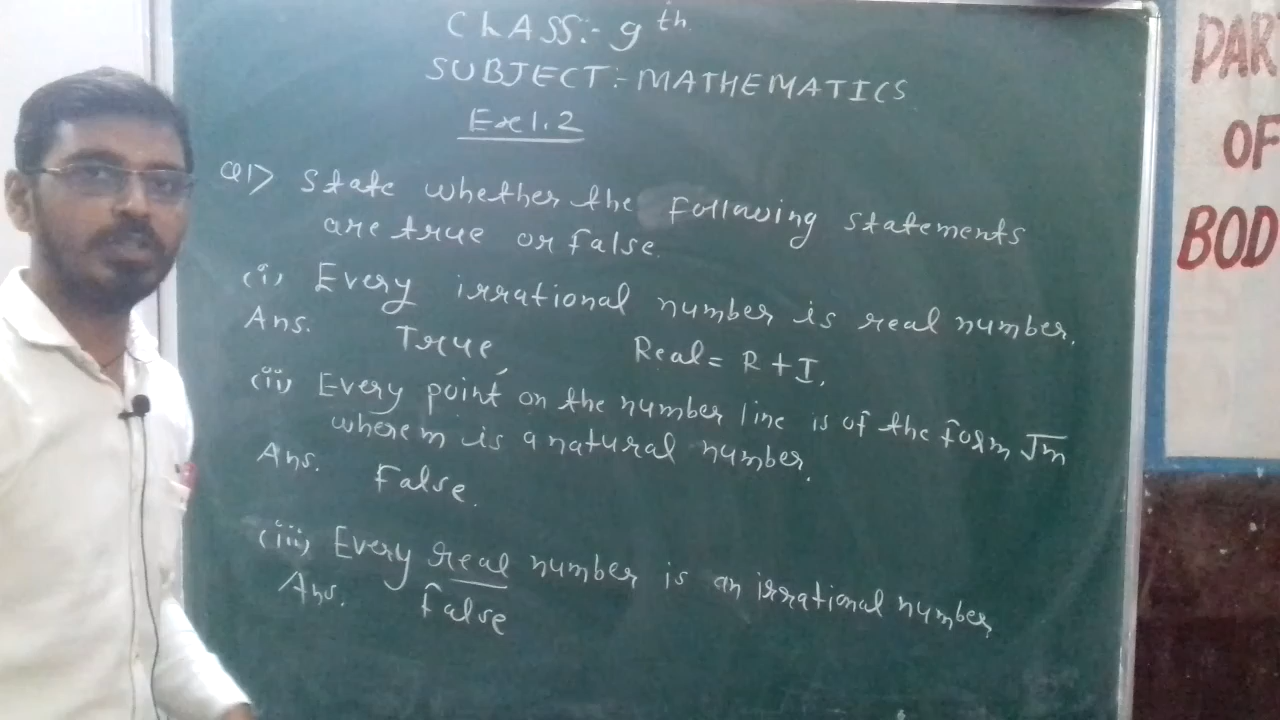 CLASS:- 9th
SUBJECT:- MATHEMATICS
Ex 1.2
Q1) State whether the Following statements
are true or false.
(i) Every irrational number is real number.
Ans. True, Real = R + I,
(ii) Every point on the number line is of the form √m
where m is a natural number.
Ans. False.
(iii) Every real number is an irrational number,
Ans. False
PAR
OF
BOD